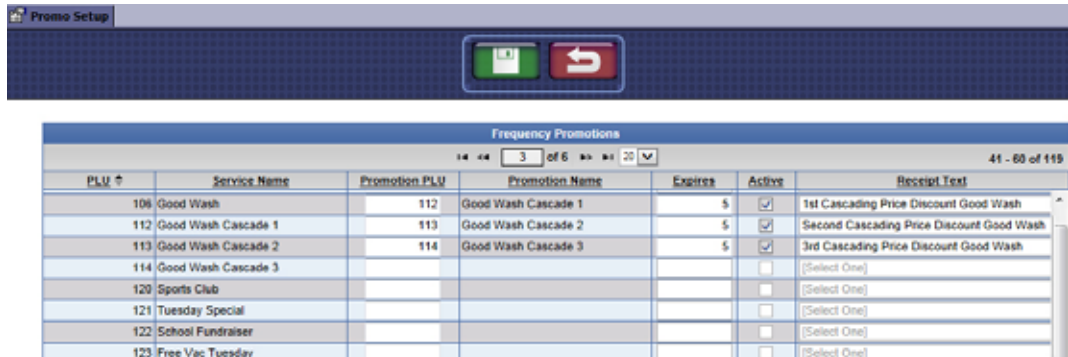 Promo Setup
Frequency Promotions
3 of 6 20 41 - 60 of 119
PLU Service Name Promotion PLU Promotion Name Expires Active Receipt Text
106 Good Wash 112 Good Wash Cascade 1 5 1st Cascading Price Discount Good Wash
112 Good Wash Cascade 1 113 Good Wash Cascade 2 5 Second Cascading Price Discount Good Wash
113 Good Wash Cascade 2 114 Good Wash Cascade 3 5 3rd Cascading Price Discount Good Wash
114 Good Wash Cascade 3 [Select One]
120 Sports Club [Select One]
121 Tuesday Special [Select One]
122 School Fundraiser [Select One]
123 Free Vac Tuesday [Select One]